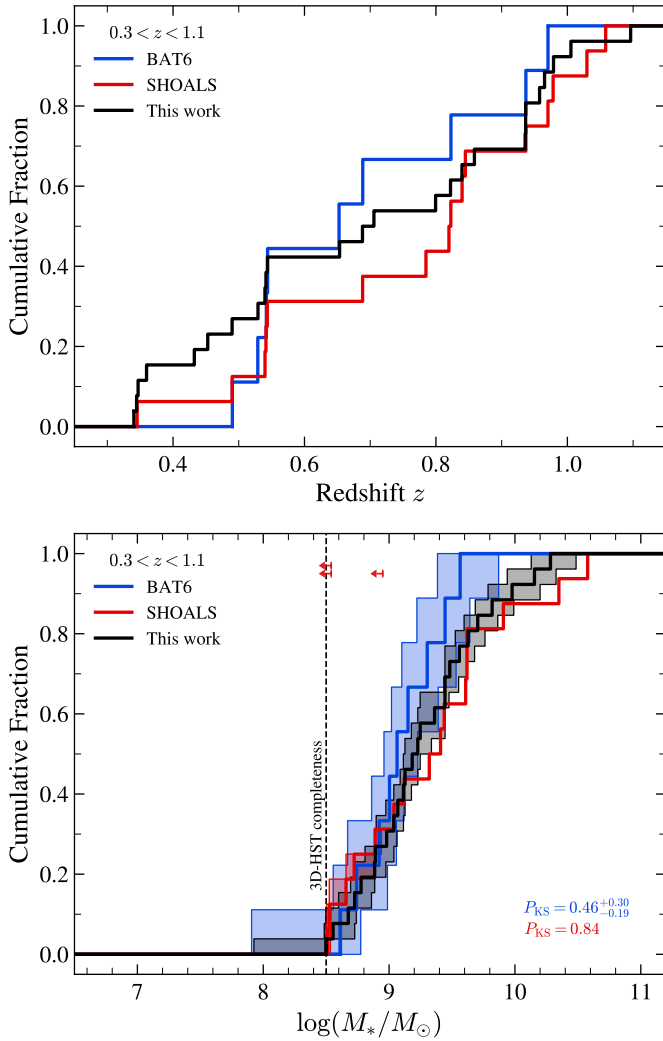 0.3 < z < 1.1
BAT6
SHOALS
This work
Cumulative Fraction
1.0
0.8
0.6
0.4
0.2
0.0
0.4 0.6 0.8 1.0
Redshift z
0.3 < z < 1.1
BAT6
SHOALS
This work
Cumulative Fraction
1.0
0.8
0.6
0.4
0.2
0.0
3D-HST completeness
P_KS = 0.46^{+0.30}_{-0.19}
P_KS = 0.84
7 8 9 10 11
log(M_*/M_⊙)